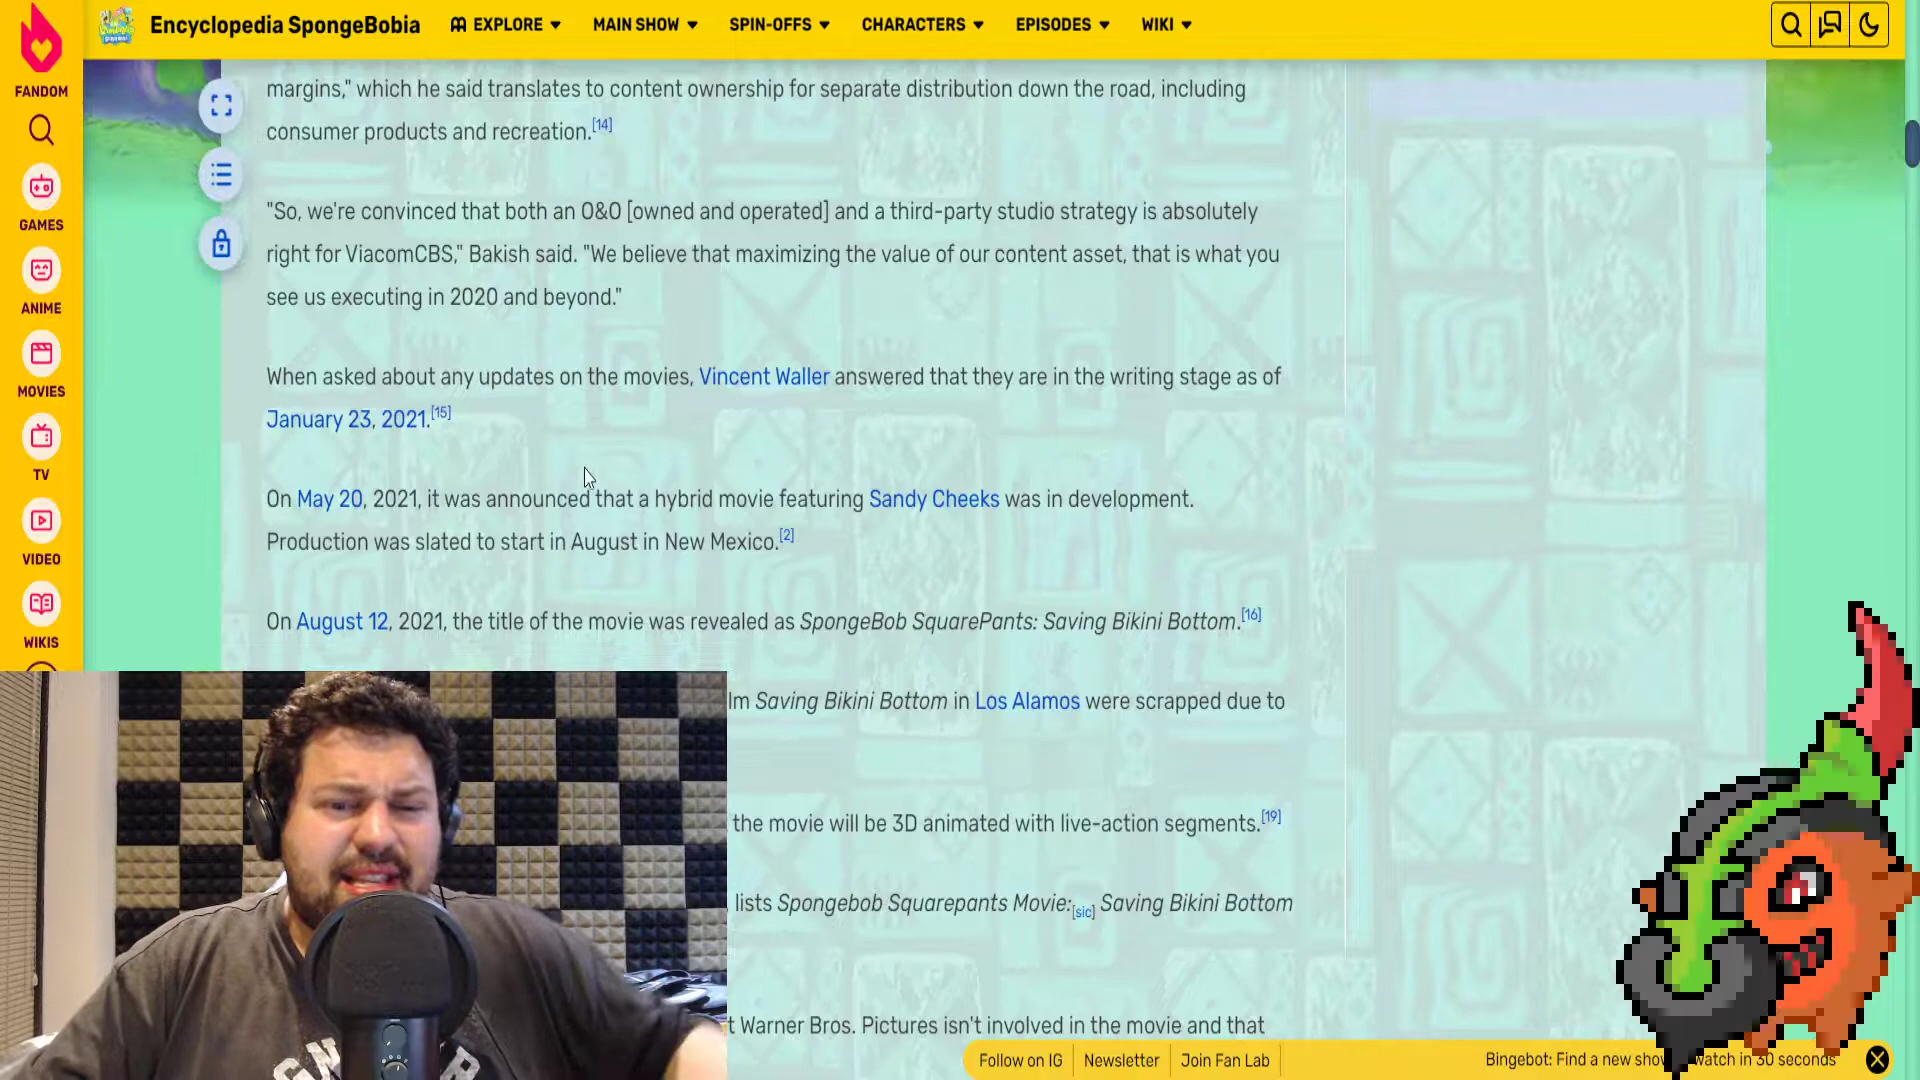 Encyclopedia SpongeBobia
EXPLORE
MAIN SHOW
SPIN-OFFS
CHARACTERS
EPISODES
WIKI
FANDOM
GAMES
ANIME
MOVIES
TV
VIDEO
WIKIS
margins," which he said translates to content ownership for separate distribution down the road, including
consumer products and recreation.[14]
"So, we're convinced that both an O&O [owned and operated] and a third-party studio strategy is absolutely
right for ViacomCBS," Bakish said. "We believe that maximizing the value of our content asset, that is what you
see us executing in 2020 and beyond."
When asked about any updates on the movies, Vincent Waller answered that they are in the writing stage as of
January 23, 2021.[15]
On May 20, 2021, it was announced that a hybrid movie featuring Sandy Cheeks was in development.
Production was slated to start in August in New Mexico.[2]
On August 12, 2021, the title of the movie was revealed as SpongeBob SquarePants: Saving Bikini Bottom.[16]
lm Saving Bikini Bottom in Los Alamos were scrapped due to
the movie will be 3D animated with live-action segments.[19]
lists Spongebob Squarepants Movie:[sic] Saving Bikini Bottom
t Warner Bros. Pictures isn't involved in the movie and that
Follow on IG
Newsletter
Join Fan Lab
Bingebot: Find a new sho watch in 30 seconds